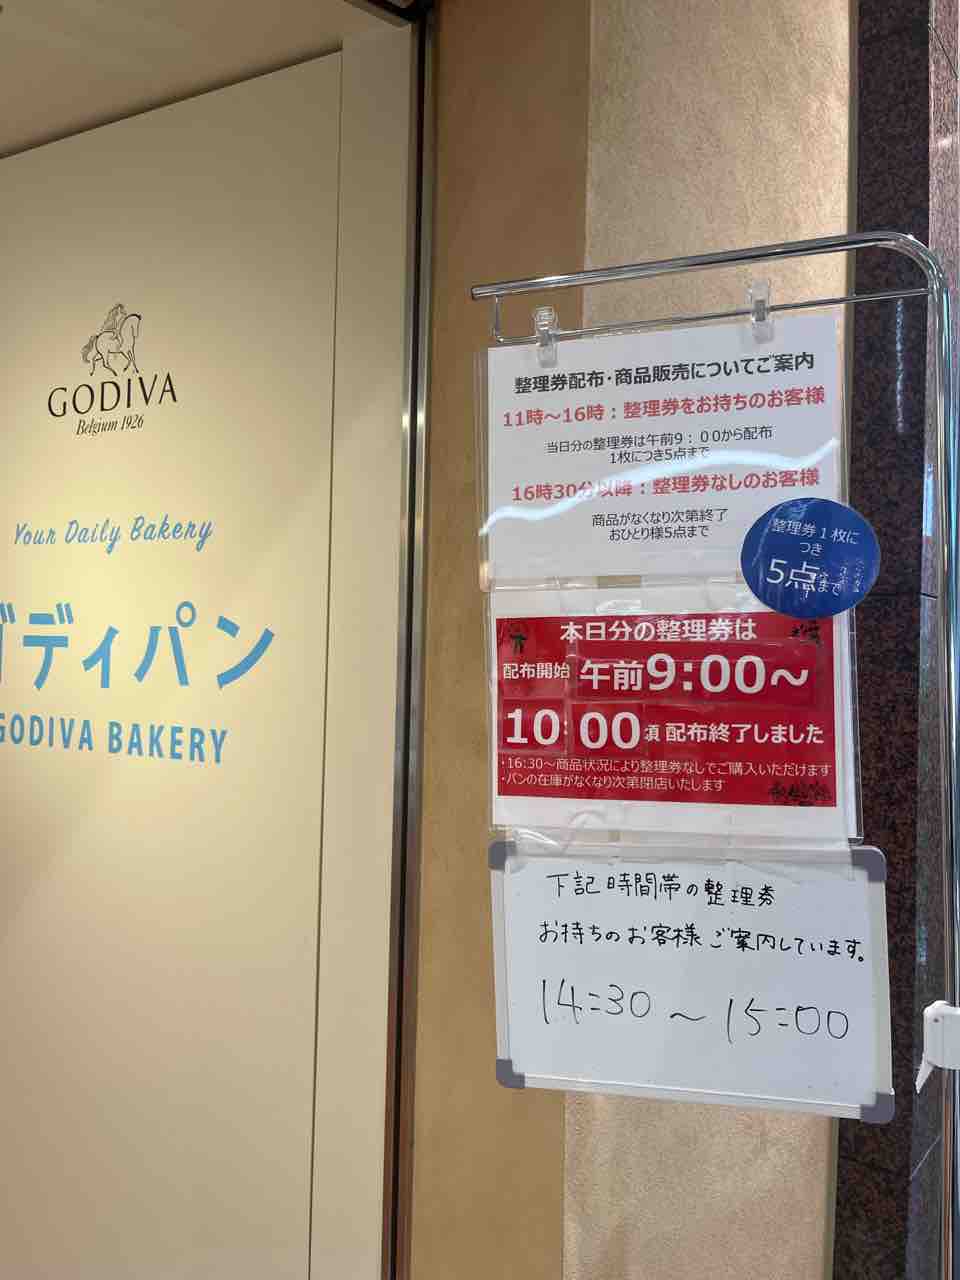 GODIVA
Belgium 1926
Your Daily Bakery
ゴディパン
GODIVA BAKERY
整理券配布・商品販売についてご案内
11時～16時：整理券をお持ちのお客様
当日分の整理券は午前9：00から配布
1枚につき5点まで
16時30分以降：整理券なしのお客様
商品がなくなり次第終了
おひとり様5点まで
整理券1枚に
つき
5点まで
本日分の整理券は
配布開始 午前9:00～
10:00頃 配布終了しました
・16:30～商品状況により整理券なしでご購入いただけます
・パンの在庫がなくなり次第閉店いたします
下記時間帯の整理券
お持ちのお客様ご案内しています。
14:30～15:00